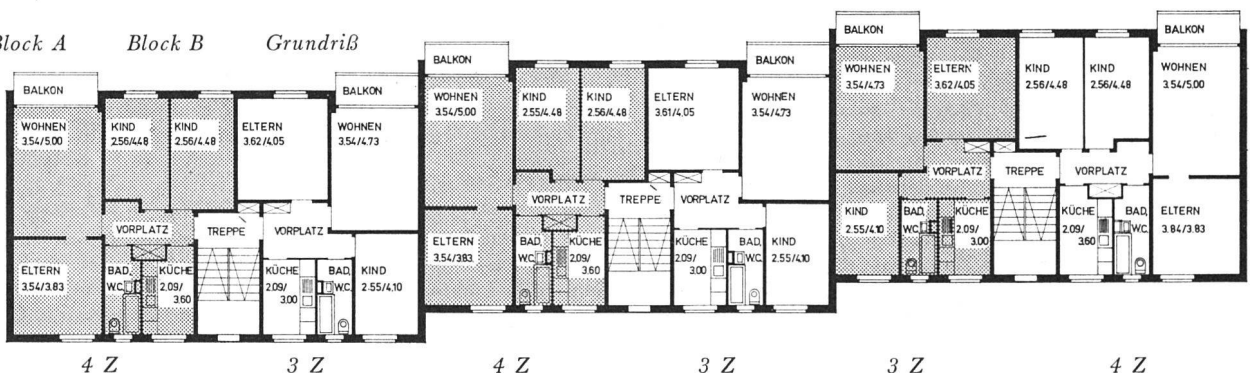 Block A Block B Grundriß
BALKON
WOHNEN
3.54/5.00
KIND
2.56/4.48
KIND
2.56/4.48
ELTERN
3.62/4.05
BALKON
WOHNEN
3.54/4.73
VORPLATZ
TREPPE
VORPLATZ
ELTERN
3.54/3.83
BAD,
W.C.
KÜCHE
2.09/
3.60
KÜCHE
2.09/
3.00
BAD,
W.C.
KIND
2.55/4.10
BALKON
WOHNEN
3.54/5.00
KIND
2.55/4.48
KIND
2.56/4.48
ELTERN
3.61/4.05
BALKON
WOHNEN
3.54/4.73
VORPLATZ
TREPPE
VORPLATZ
ELTERN
3.54/3.83
BAD,
W.C.
KÜCHE
2.09/
3.60
KÜCHE
2.09/
3.00
BAD,
W.C.
KIND
2.55/4.10
BALKON
WOHNEN
3.54/4.73
ELTERN
3.62/4.05
KIND
2.56/4.48
KIND
2.56/4.48
BALKON
WOHNEN
3.54/5.00
VORPLATZ
TREPPE
VORPLATZ
KIND
2.55/4.10
BAD,
W.C.
KÜCHE
2.09/
3.00
KÜCHE
2.09/
3.60
BAD,
W.C.
ELTERN
3.84/3.83
4 Z 3 Z 4 Z 3 Z 3 Z 4 Z